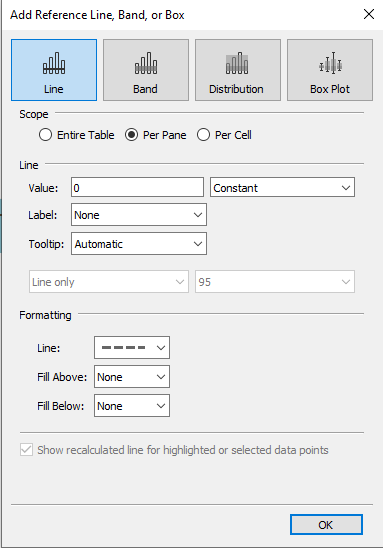 Add Reference Line, Band, or Box
Line Band Distribution Box Plot
Scope
Entire Table Per Pane Per Cell
Line
Value: 0 Constant
Label: None
Tooltip: Automatic
Line only 95
Formatting
Line:
Fill Above: None
Fill Below: None
Show recalculated line for highlighted or selected data points
OK